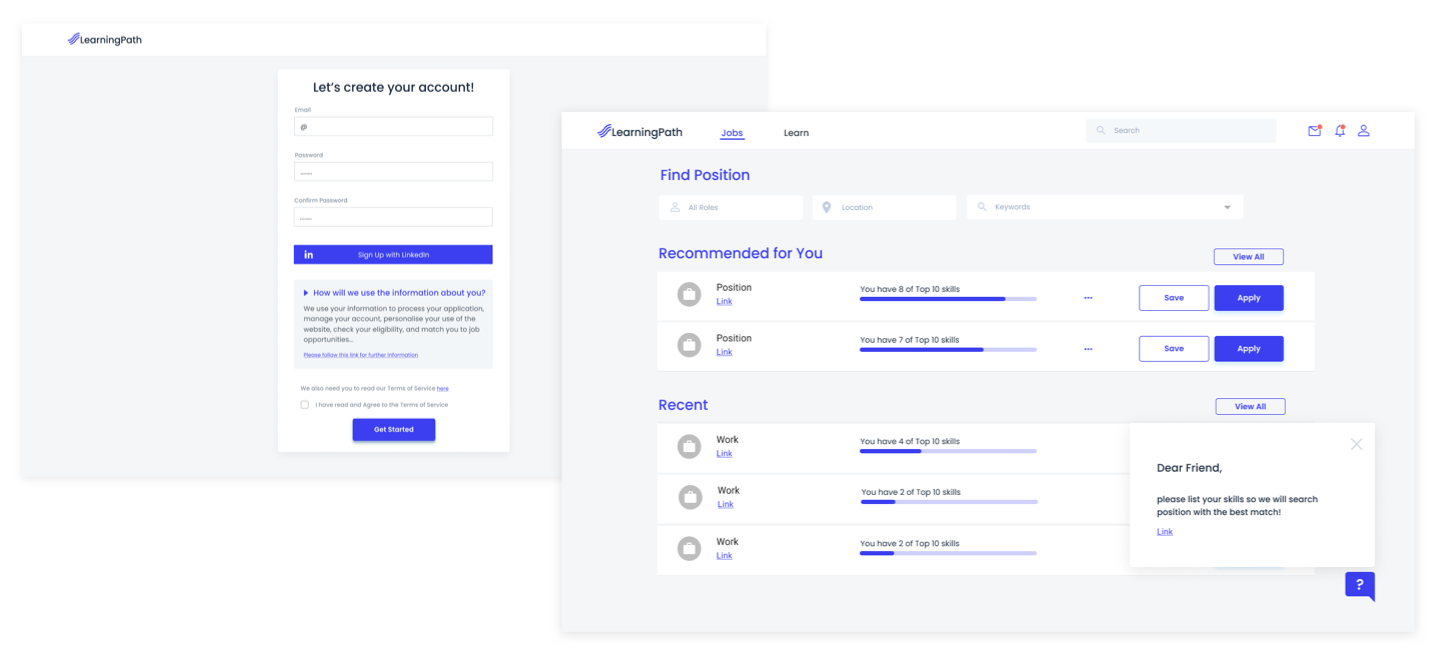 LearningPath
Let's create your account!
Email
@
Password
Confirm Password
in Sign Up with Linkedin
How will we use the information about you?
We use your information to process your application,
manage your account, personalise your use of the
website, check your eligibility, and match you to job
opportunities...
Please follow this link for further information
We also need you to read our Terms of Service here
I have read and Agree to the Terms of Service
Get Started
LearningPath Jobs Learn Search
Find Position
All Roles Location Keywords
Recommended for You View All
Position You have 8 of Top 10 skills ... Save Apply
Link
Position You have 7 of Top 10 skills ... Save Apply
Link
Recent View All
Work You have 4 of Top 10 skills
Link
Work You have 2 of Top 10 skills
Link
Work You have 2 of Top 10 skills
Link
Dear Friend,
please list your skills so we will search
position with the best match!
Link
?